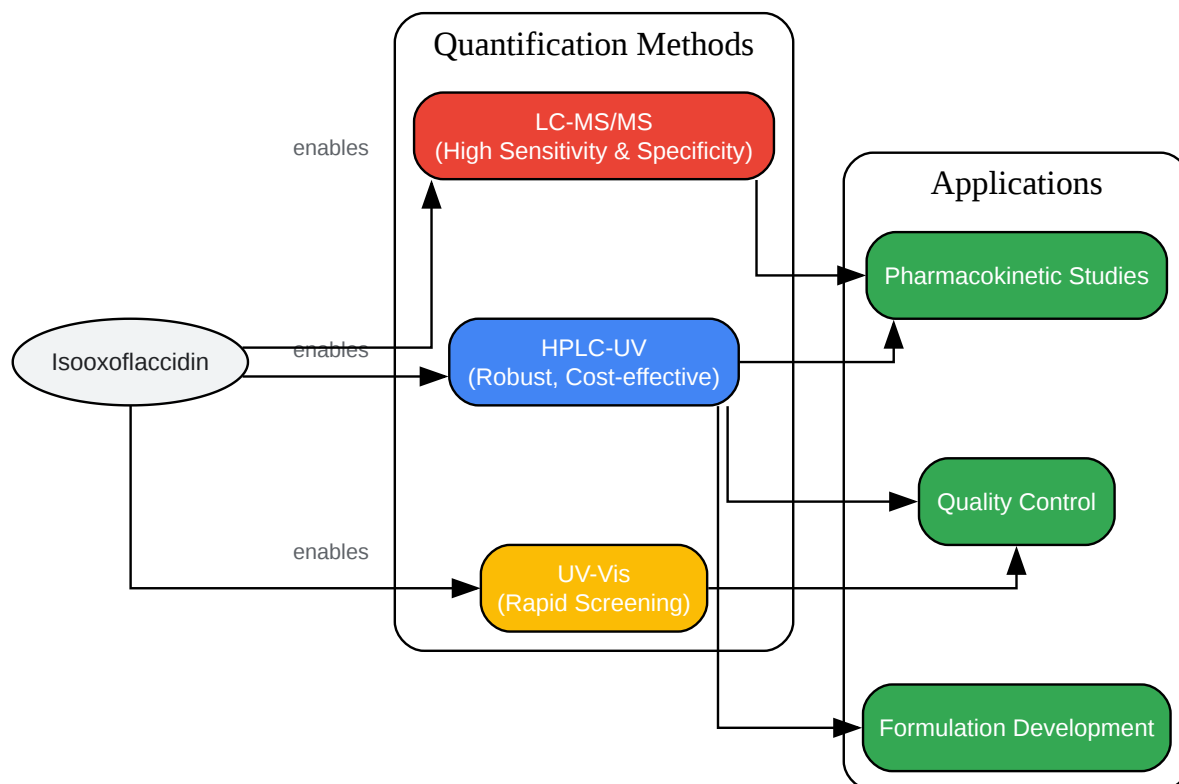 Quantification Methods
LC-MS/MS
(High Sensitivity & Specificity)
enables
Applications
Pharmacokinetic Studies
Isooxoflaccidin
enables
HPLC-UV
(Robust, Cost-effective)
Quality Control
enables
UV-Vis
(Rapid Screening)
Formulation Development